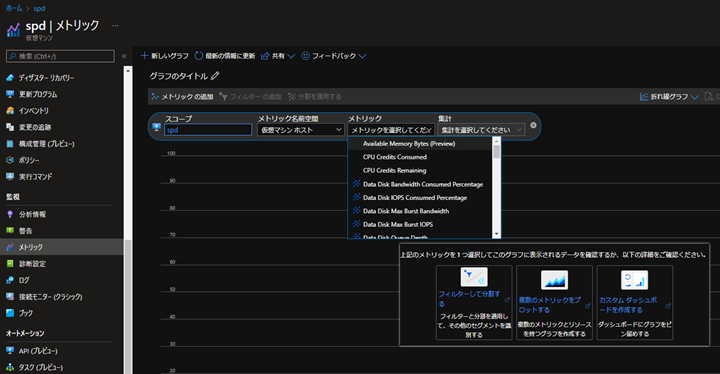 ホーム > spd
spd | メトリック
仮想マシン
検索 (Ctrl+/)
ディザスター リカバリー
更新プログラム
インベントリ
変更の追跡
構成管理 (プレビュー)
ポリシー
実行コマンド
監視
分析情報
警告
メトリック
診断設定
ログ
接続モニター (クラシック)
ブック
オートメーション
API (プレビュー)
タスク (プレビュー)
新しいグラフ 最新の情報に更新 共有 フィードバック
グラフのタイトル
メトリックの追加 フィルターの追加 分割を適用する 折れ線グラフ
スコープ メトリック名前空間 メトリック 集計
spd 仮想マシン ホスト メトリックを選択してくだ... 集計を選択してください
Available Memory Bytes (Preview)
CPU Credits Consumed
CPU Credits Remaining
Data Disk Bandwidth Consumed Percentage
Data Disk IOPS Consumed Percentage
Data Disk Max Burst Bandwidth
Data Disk Max Burst IOPS
Data Disk Queue Depth
100
90
80
70
60
50
40
30
20
上記のメトリックを 1 つ選択してこのグラフに表示されるデータを確認するか、以下の詳細をご確認ください。
フィルターして分割する
フィルターと分割を適用して、その他のセグメントを識別する
複数のメトリックをプロットする
複数のメトリックとリソースを持つグラフを作成する
カスタム ダッシュボードを作成する
ダッシュボードにグラフをピン留めする